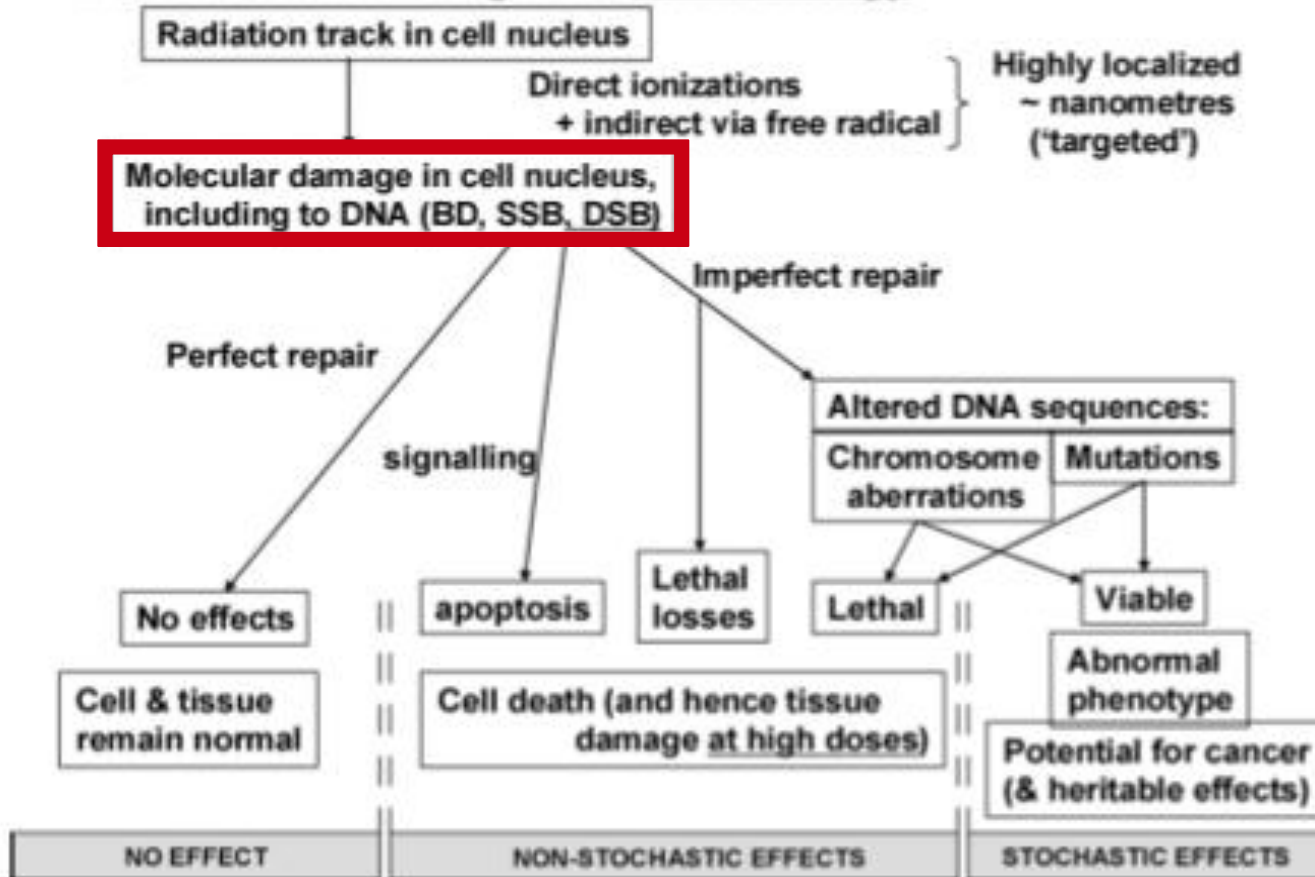 Radiation track in cell nucleus
Direct ionizations
+ indirect via free radical
Highly localized
~ nanometres
('targeted')
Molecular damage in cell nucleus,
including to DNA (BD, SSB, DSB)
Imperfect repair
Perfect repair
signalling
Altered DNA sequences:
Chromosome
aberrations
Mutations
No effects
apoptosis
Lethal
losses
Lethal
Viable
Cell & tissue
remain normal
Cell death (and hence tissue
damage at high doses)
Abnormal
phenotype
Potential for cancer
(& heritable effects)
NO EFFECT
NON-STOCHASTIC EFFECTS
STOCHASTIC EFFECTS